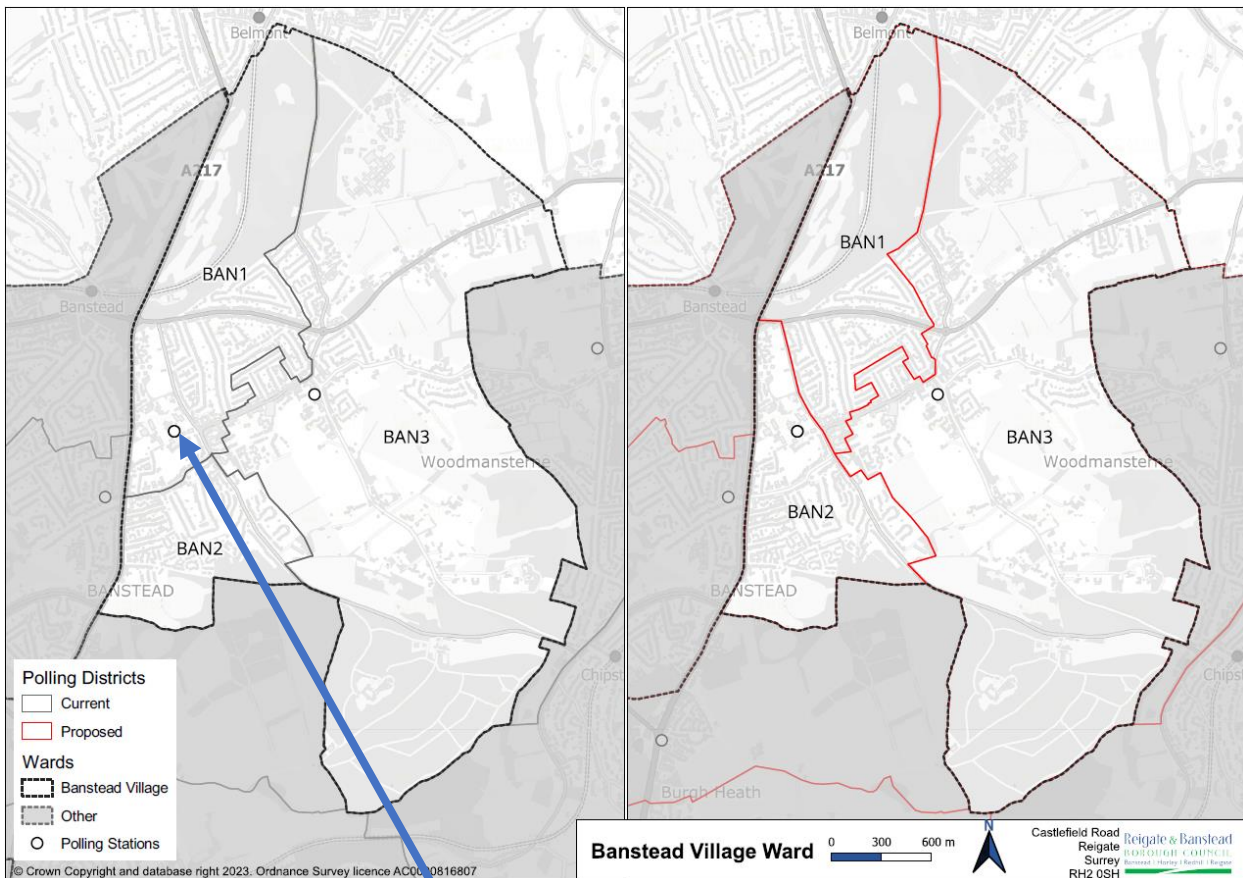 Belmont
A217
BAN1
Banstead
BAN3
Woodmansterne
BAN2
BANSTEAD
Chipst
Polling Districts
Current
Proposed
Wards
Banstead Village
Other
Polling Stations
© Crown Copyright and database right 2023. Ordnance Survey licence AC0000816807
Belmont
A217
BAN1
Banstead
BAN3
Woodmansterne
BAN2
BANSTEAD
Chipst
Burgh Heath
Banstead Village Ward
0 300 600 m
N
Castlefield Road
Reigate
Surrey
RH2 0SH
Reigate & Banstead
BOROUGH COUNCIL
Banstead | Horley | Redhill | Reigate